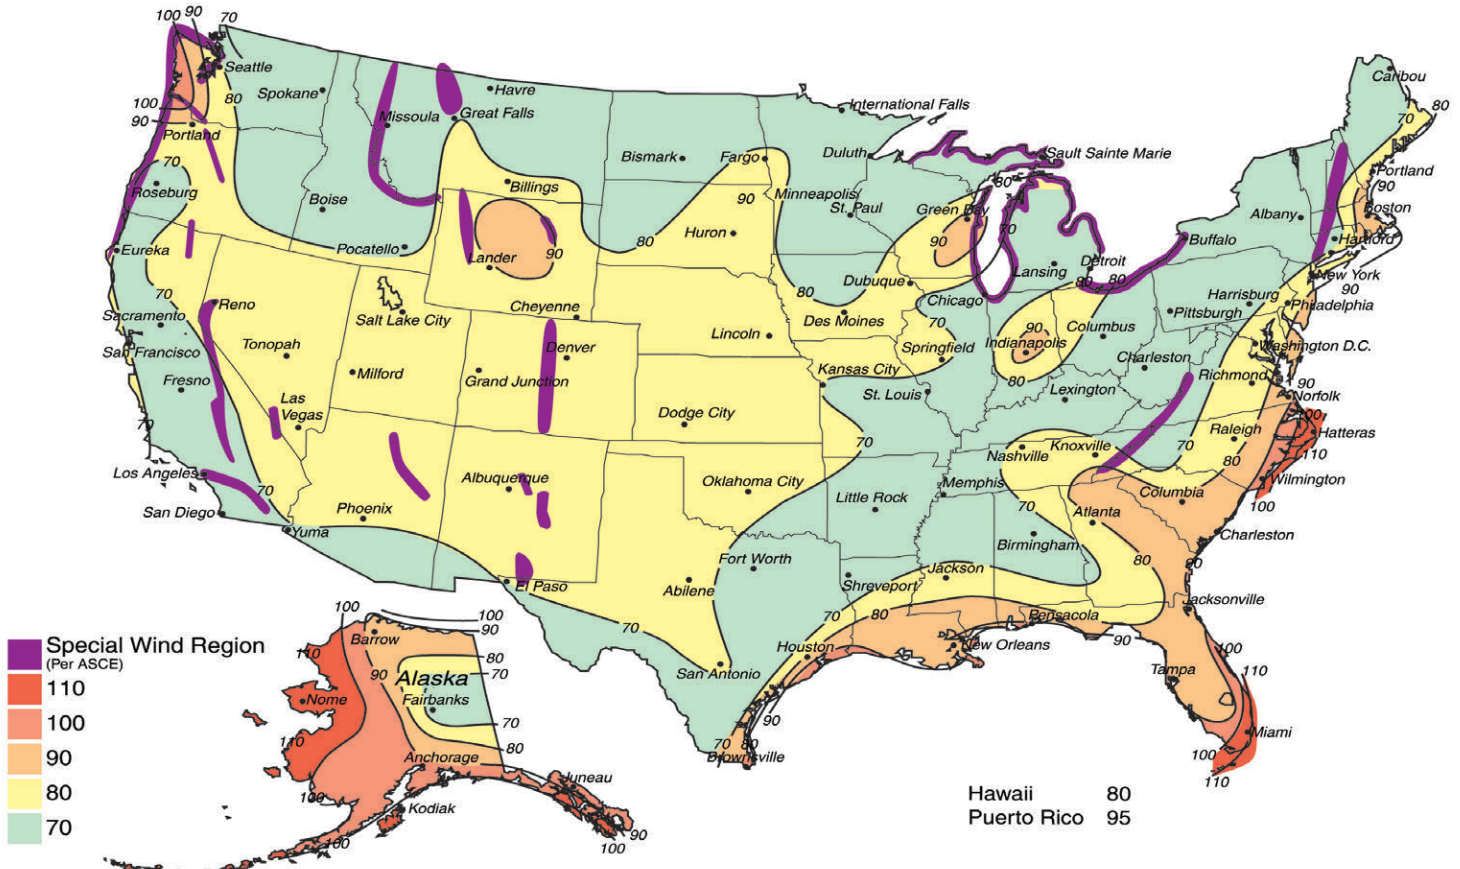 100 90 70
Seattle
Caribou
Spokane
Havre
80
100
International Falls
80
70
Missoula
Great Falls
90
Portland
Bismark
Fargo
Duluth
Sault Sainte Marie
70
Portland
Roseburg
Billings
80
90
Boise
90
Minneapolis/
St. Paul
Green Bay
Albany
Boston
Huron
70
Eureka
Pocatello
80
90
Buffalo
Hartford
Lander
90
Lansing
Detroit
New York
70
Dubuque
80
80
90
Reno
Cheyenne
80
Chicago
Harrisburg
Philadelphia
Sacramento
Salt Lake City
Des Moines
70
90
Columbus
Pittsburgh
San Francisco
Tonopah
Denver
Lincoln
Springfield
Indianapolis
Washington D.C.
Charleston
Fresno
Milford
Grand Junction
Kansas City
80
Richmond
90
Las
Vegas
St. Louis
Lexington
Norfolk
70
Dodge City
100
70
Nashville
Knoxville
70
Raleigh
Hatteras
Los Angeles
110
80
70
Albuquerque
Oklahoma City
Little Rock
Memphis
Wilmington
Columbia
San Diego
Phoenix
70
Atlanta
100
Yuma
Birmingham
Charleston
Fort Worth
80
90
El Paso
Abilene
Jackson
Shreveport
100
100
70
80
Pensacola
Jacksonville
Special Wind Region
(Per ASCE)
90
Barrow
70
90
110
80
Houston
New Orleans
100
110
90
70
San Antonio
Tampa
110
Alaska
Nome
Fairbanks
100
70
90
110
70 80
Miami
90
80
Anchorage
Brownsville
100
Juneau
110
80
100
Hawaii 80
Kodiak
Puerto Rico 95
70
100
90
100